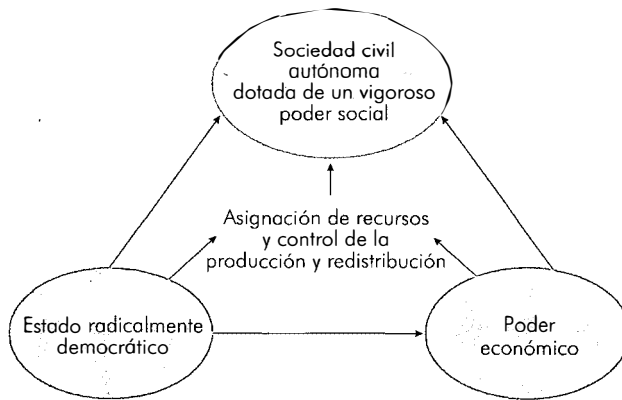 Sociedad civil
autónoma
dotada de un vigoroso
poder social
Asignación de recursos
y control de la
producción y redistribución
Estado radicalmente
democrático
Poder
económico